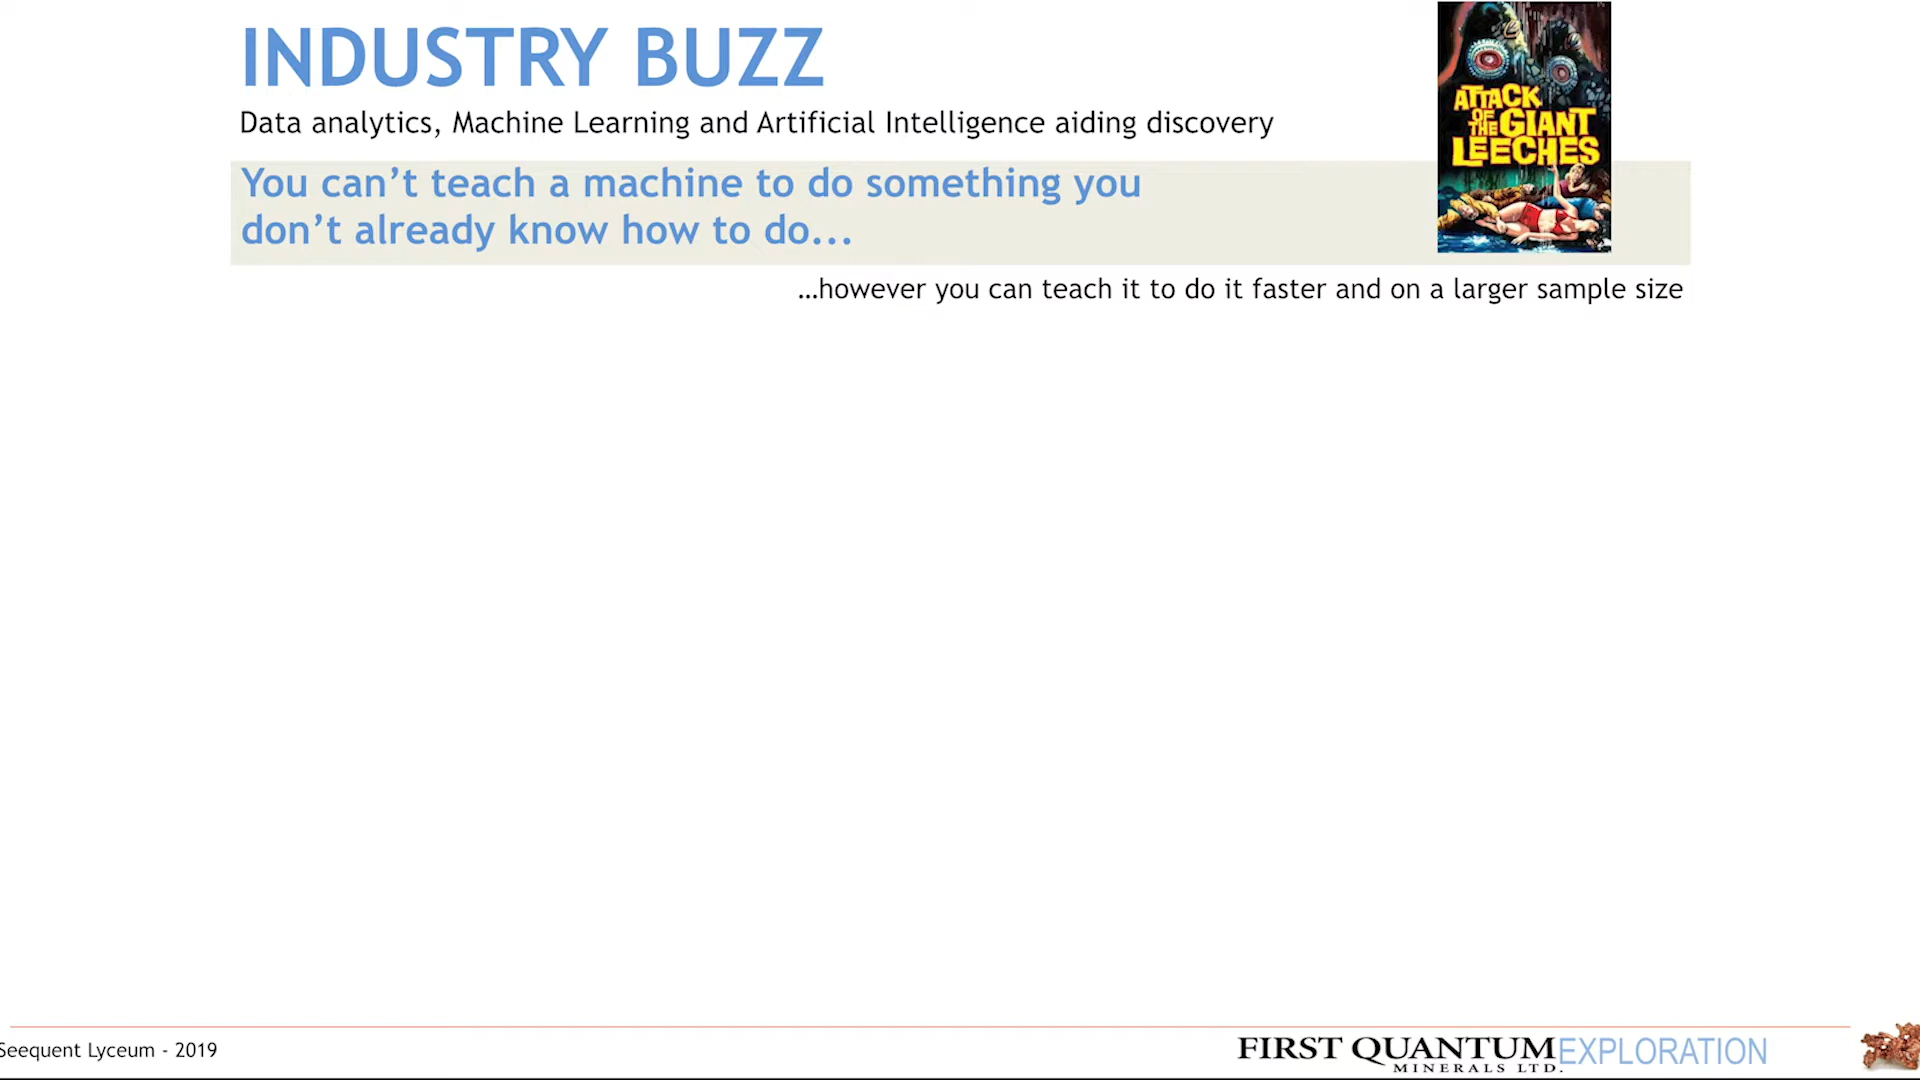 INDUSTRY BUZZ
Data analytics, Machine Learning and Artificial Intelligence aiding discovery
You can’t teach a machine to do something you
don’t already know how to do...
...however you can teach it to do it faster and on a larger sample size
ATTACK
OF
THE GIANT
LEECHES
Seequent Lyceum - 2019
FIRST QUANTUM EXPLORATION
MINERALS LTD.